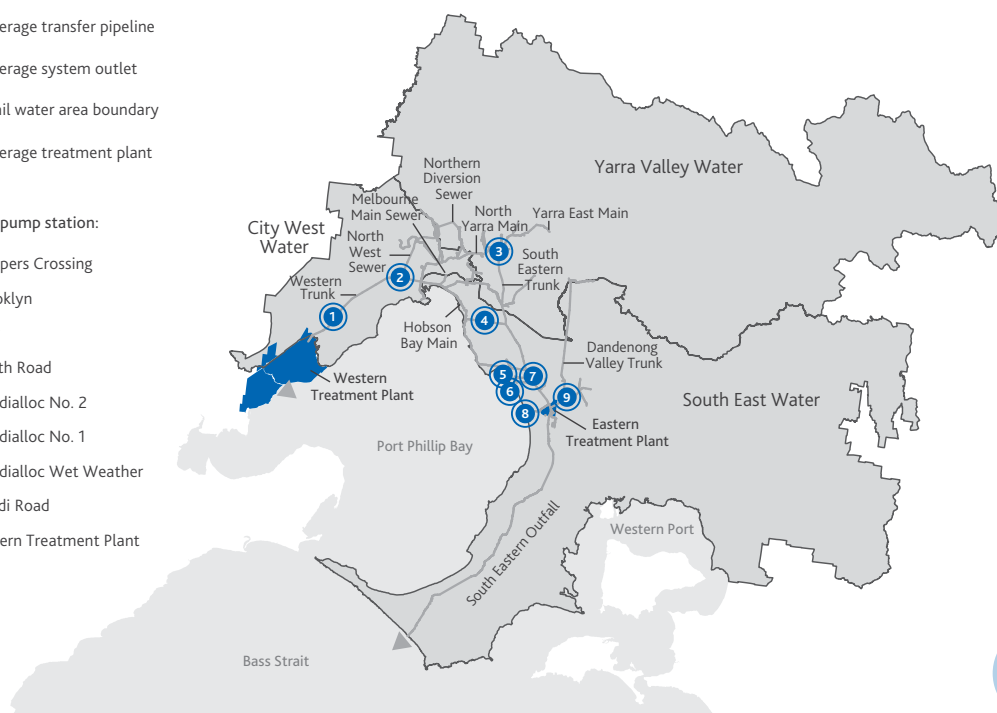 erage transfer pipeline
erage system outlet
il water area boundary
erage treatment plant
pump station:
pers Crossing
oklyn
th Road
dialloc No. 2
dialloc No. 1
dialloc Wet Weather
di Road
ern Treatment Plant
Yarra Valley Water
Northern
Diversion
Sewer
Melbourne
Main Sewer
North
Yarra Main
Yarra East Main
City West
Water
North
West
Sewer
South
Eastern
Trunk
Western
Trunk
1
2
3
4
5
6
7
8
9
Hobson
Bay Main
Dandenong
Valley Trunk
Western
Treatment Plant
South East Water
Eastern
Treatment Plant
Port Phillip Bay
South Eastern Outfall
Western Port
Bass Strait